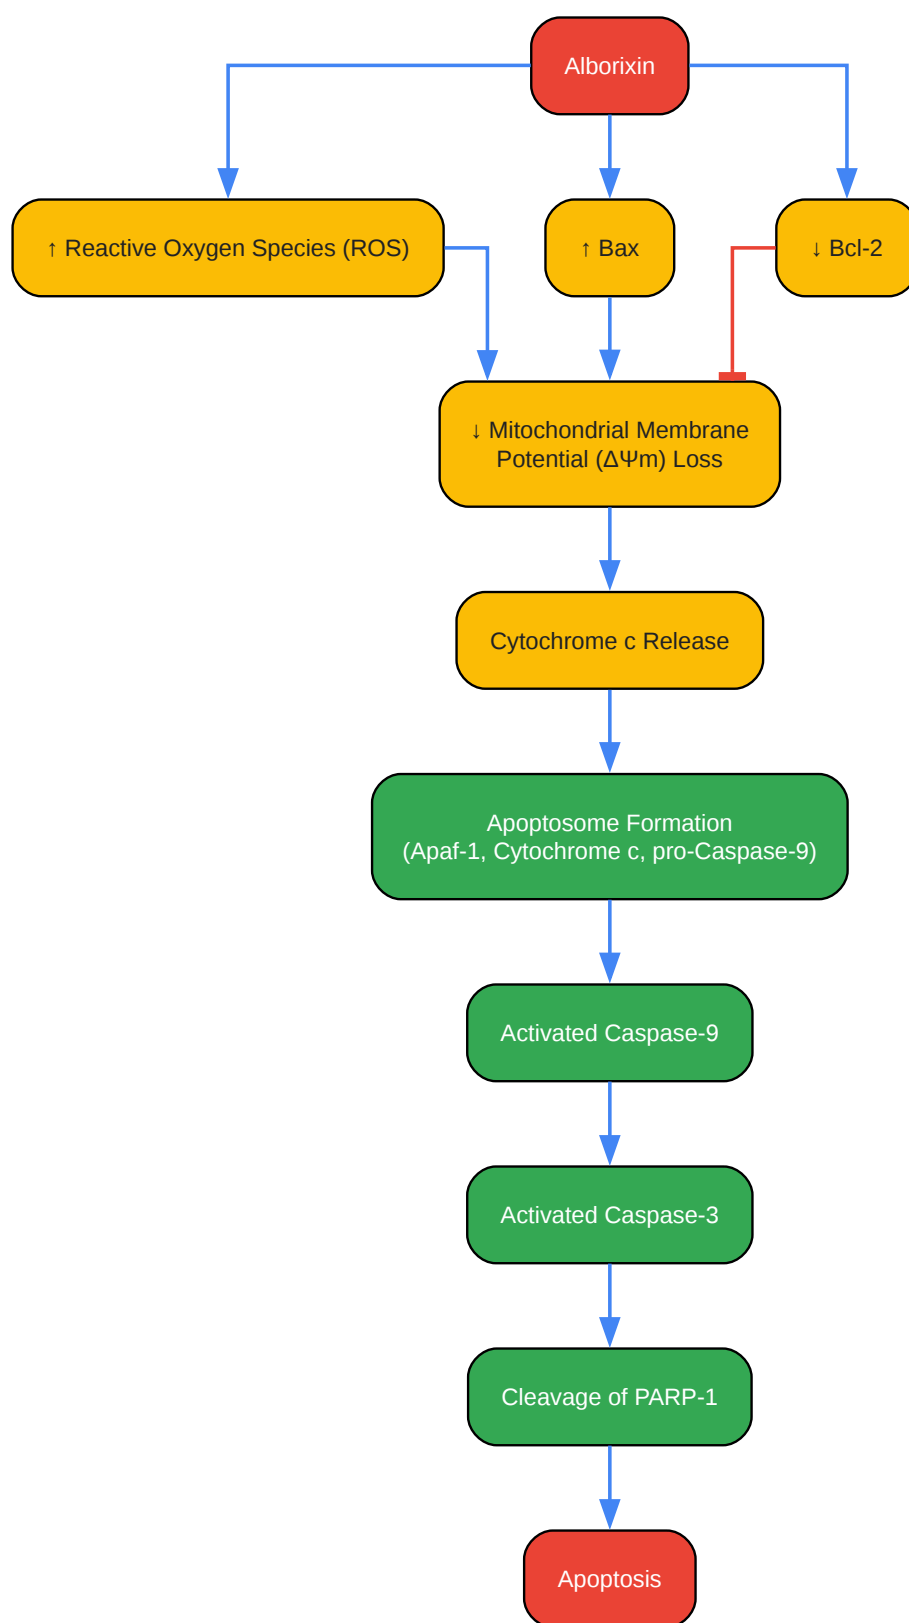 Alborixin
↑ Reactive Oxygen Species (ROS)
↑ Bax
↓ Bcl-2
↓ Mitochondrial Membrane
Potential (ΔΨm) Loss
Cytochrome c Release
Apoptosome Formation
(Apaf-1, Cytochrome c, pro-Caspase-9)
Activated Caspase-9
Activated Caspase-3
Cleavage of PARP-1
Apoptosis